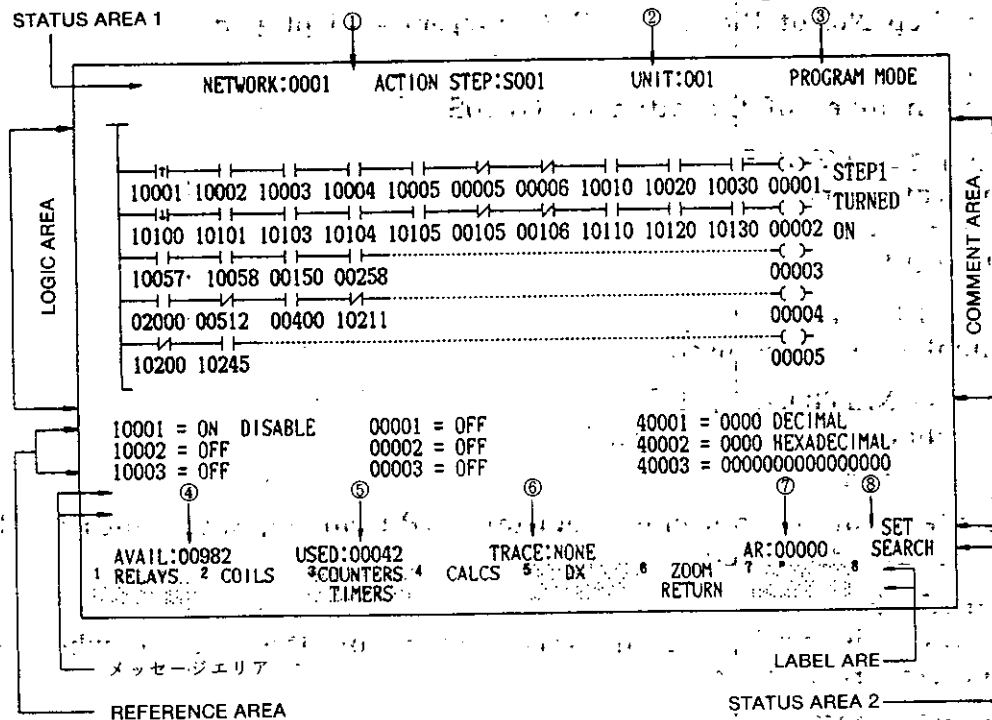 STATUS AREA 1
① ② ③
NETWORK:0001 ACTION STEP:S001 UNIT:001 PROGRAM MODE
LOGIC AREA
COMMENT AREA
STEP1
10001 10002 10003 10004 10005 00005 00006 10010 10020 10030 00001
TURNED
10100 10101 10103 10104 10105 00105 00106 10110 10120 10130 00002 ON
10057 10058 00150 00258 00003
02000 00512 00400 10211 00004
10200 10245 00005
10001 = ON DISABLE 00001 = OFF 40001 = 0000 DECIMAL
10002 = OFF 00002 = OFF 40002 = 0000 HEXADECIMAL
10003 = OFF 00003 = OFF 40003 = 0000000000000000
④ ⑤ ⑥ ⑦ ⑧
SET
AVAIL:00982 USED:00042 TRACE:NONE AR:00000 SEARCH
1 RELAYS 2 COILS 3 COUNTERS 4 CALCS 5 DX 6 ZOOM 7 8
TIMERS RETURN
メッセージエリア
LABEL ARE
REFERENCE AREA
STATUS AREA 2